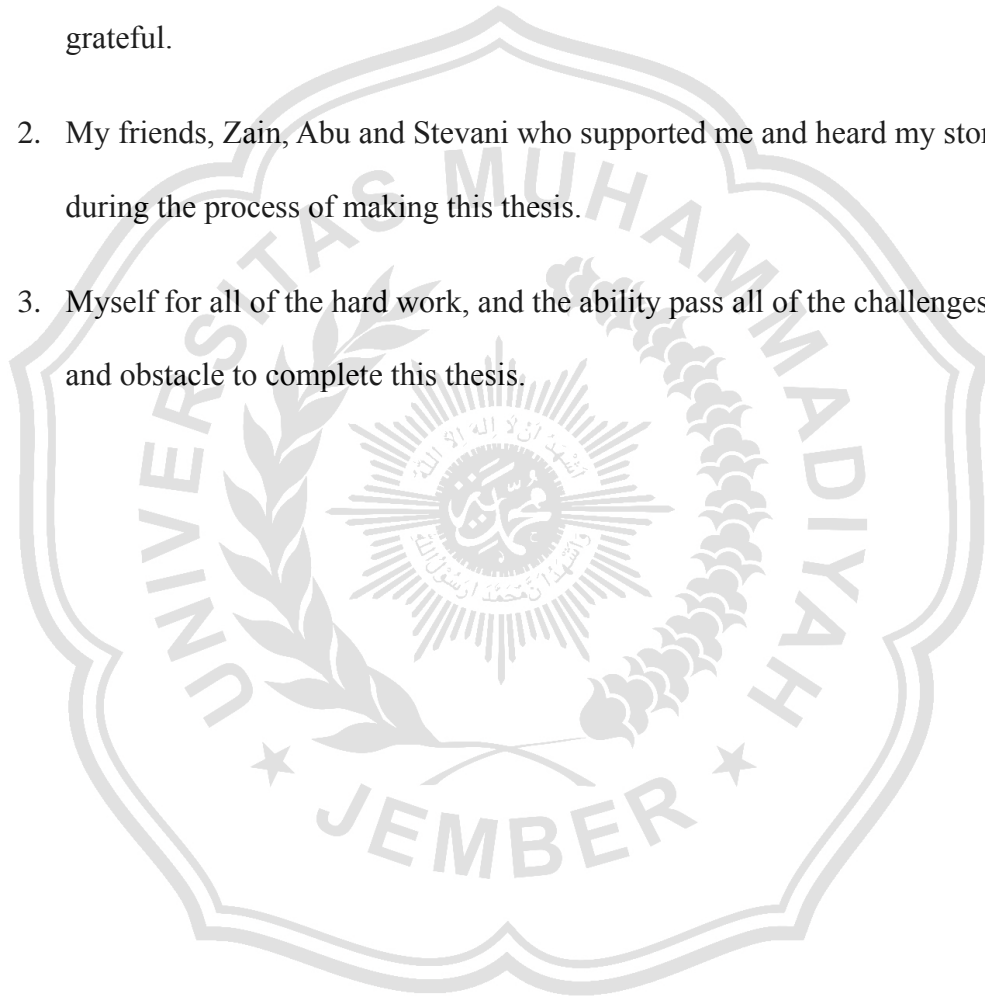 grateful.
2. My friends, Zain, Abu and Stevani who supported me and heard my
during the process of making this thesis.
3. Myself for all of the hard work, and the ability pass all of the challenges
and obstacle to complete this thesis.
UNIVERSITAS MUHAMMADIYAH
JEMBER